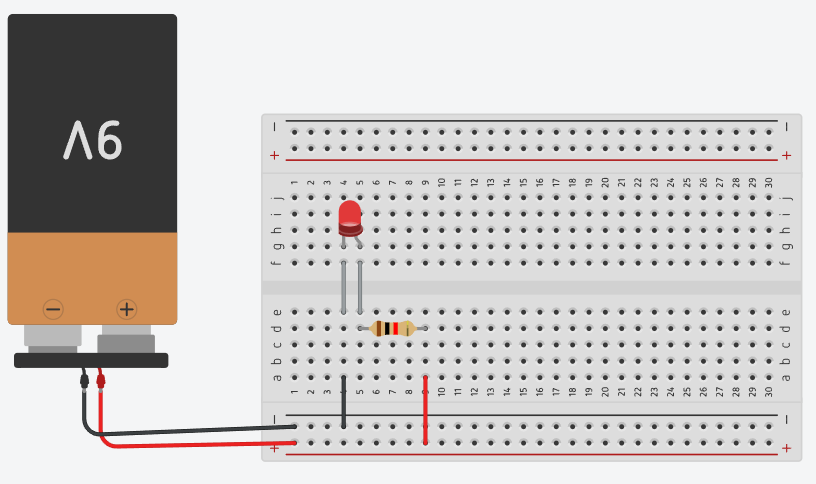 9V
− +
− −
+ +
1 2 3 4 5 6 7 8 9 10 11 12 13 14 15 16 17 18 19 20 21 22 23 24 25 26 27 28 29 30
j j
i i
h h
g g
f f
e e
d d
c c
b b
a a
1 2 3 4 5 6 7 8 9 10 11 12 13 14 15 16 17 18 19 20 21 22 23 24 25 26 27 28 29 30
− −
+ +